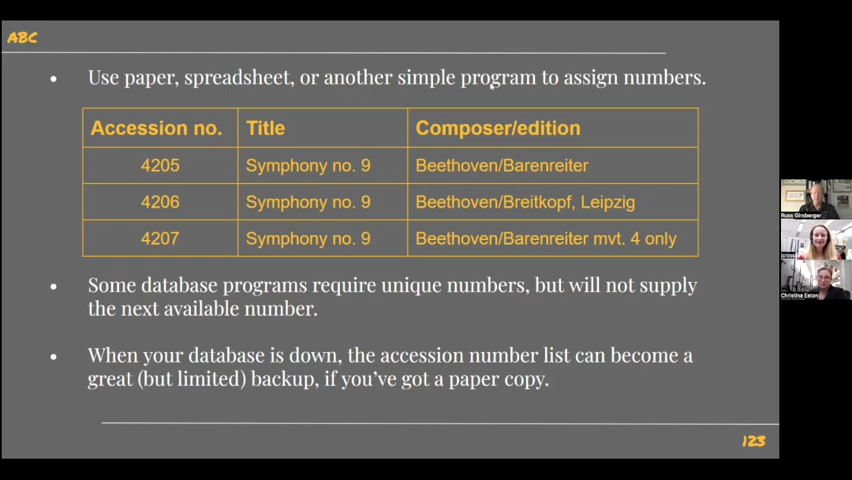 ABC
• Use paper, spreadsheet, or another simple program to assign numbers.
Accession no. Title Composer/edition
4205 Symphony no. 9 Beethoven/Barenreiter
4206 Symphony no. 9 Beethoven/Breitkopf, Leipzig
4207 Symphony no. 9 Beethoven/Barenreiter mvt. 4 only
• Some database programs require unique numbers, but will not supply
the next available number.
• When your database is down, the accession number list can become a
great (but limited) backup, if you've got a paper copy.
123
Russ Girsberger
Christina Eaton